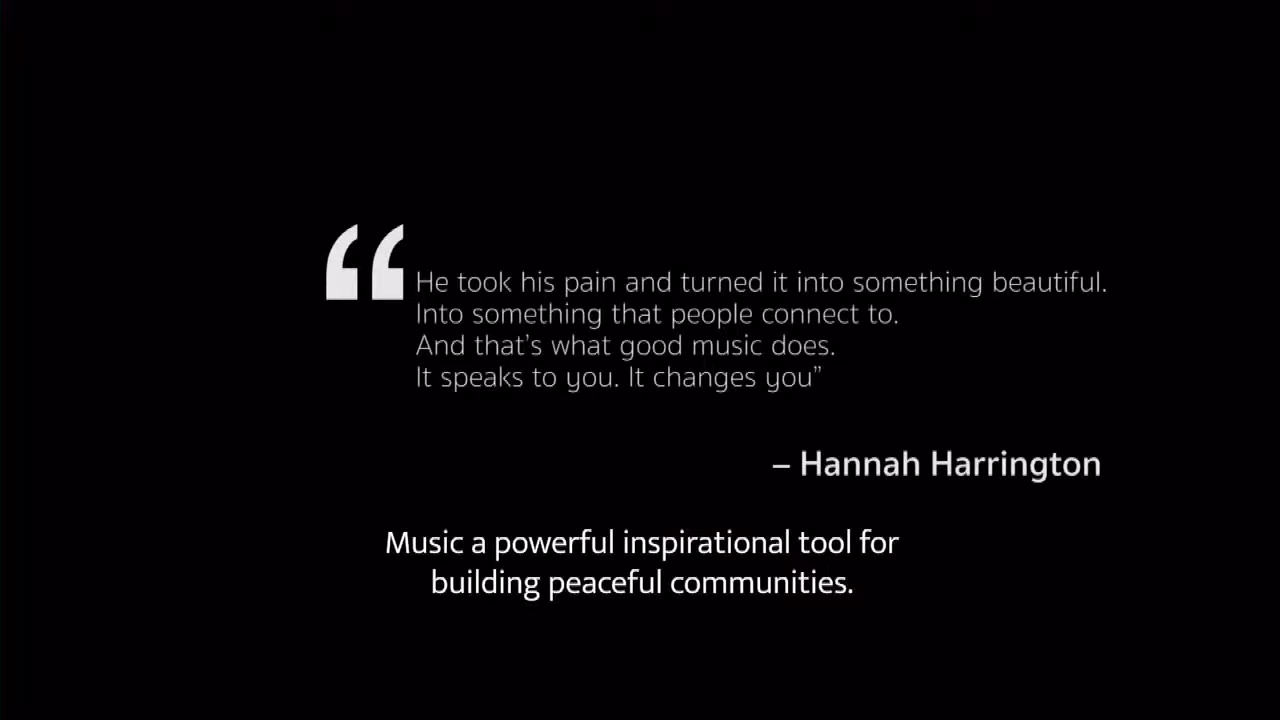 “He took his pain and turned it into something beautiful.
Into something that people connect to.
And that’s what good music does.
It speaks to you. It changes you”
– Hannah Harrington
Music a powerful inspirational tool for
building peaceful communities.